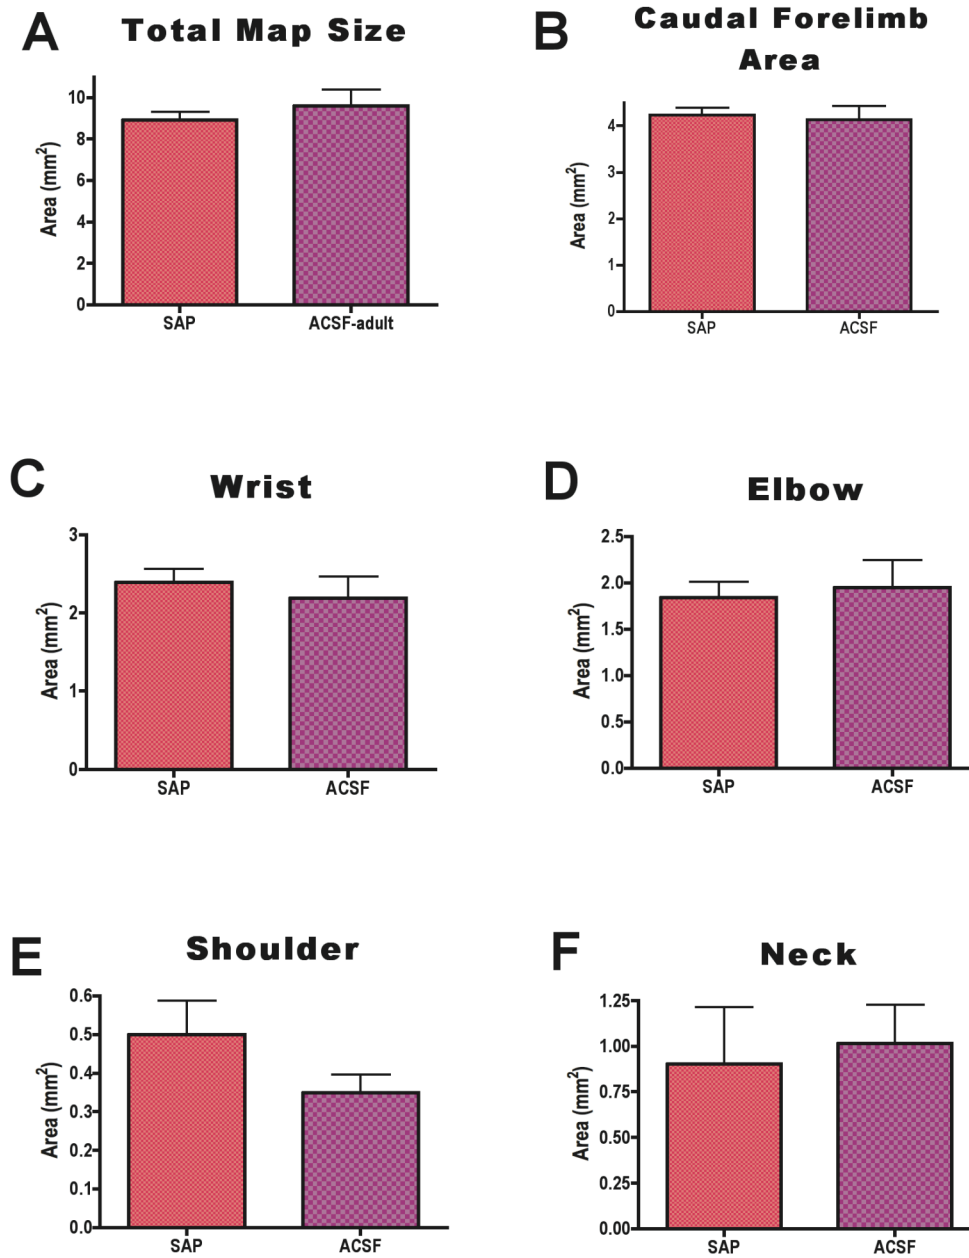 A
Total Map Size
Area (mm²)
10
8
6
4
2
0
SAP ACSF-adult
B
Caudal Forelimb
Area
Area (mm²)
4
3
2
1
0
SAP ACSF
C
Wrist
Area (mm²)
3
2
1
0
SAP ACSF
D
Elbow
Area (mm²)
2.5
2.0
1.5
1.0
0.5
0.0
SAP ACSF
E
Shoulder
Area (mm²)
0.6
0.5
0.4
0.3
0.2
0.1
0.0
SAP ACSF
F
Neck
Area (mm²)
1.25
1.00
0.75
0.50
0.25
0.00
SAP ACSF